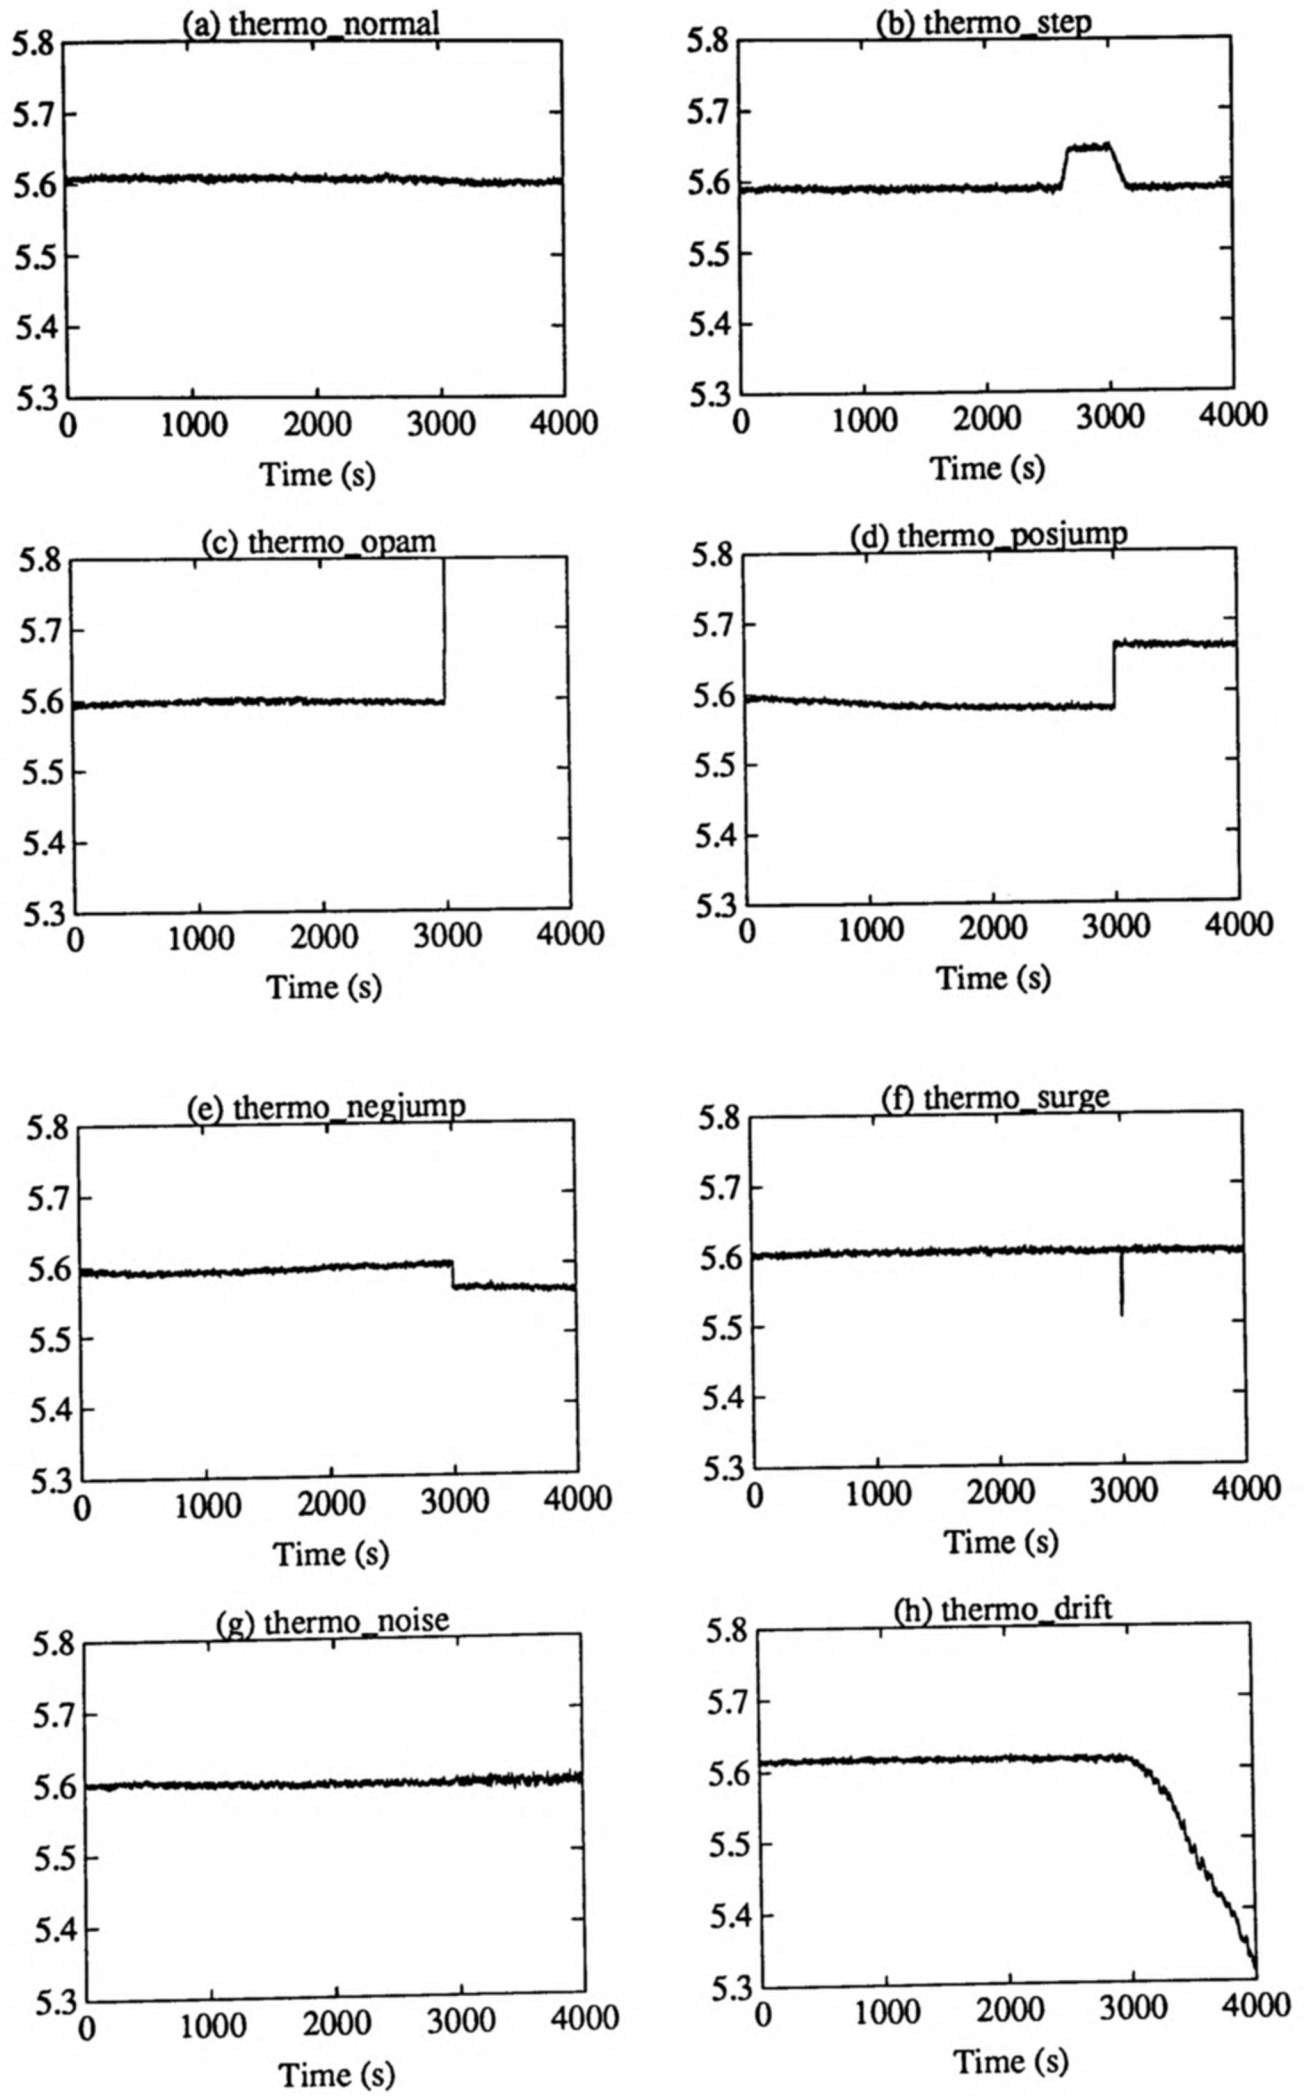 (a) thermo_normal
5.8
5.7
5.6
5.5
5.4
5.3
0 1000 2000 3000 4000
Time (s)
(b) thermo_step
5.8
5.7
5.6
5.5
5.4
5.3
0 1000 2000 3000 4000
Time (s)
(c) thermo_opam
5.8
5.7
5.6
5.5
5.4
5.3
0 1000 2000 3000 4000
Time (s)
(d) thermo_posjump
5.8
5.7
5.6
5.5
5.4
5.3
0 1000 2000 3000 4000
Time (s)
(e) thermo_negjump
5.8
5.7
5.6
5.5
5.4
5.3
0 1000 2000 3000 4000
Time (s)
(f) thermo_surge
5.8
5.7
5.6
5.5
5.4
5.3
0 1000 2000 3000 4000
Time (s)
(g) thermo_noise
5.8
5.7
5.6
5.5
5.4
5.3
0 1000 2000 3000 4000
Time (s)
(h) thermo_drift
5.8
5.7
5.6
5.5
5.4
5.3
0 1000 2000 3000 4000
Time (s)